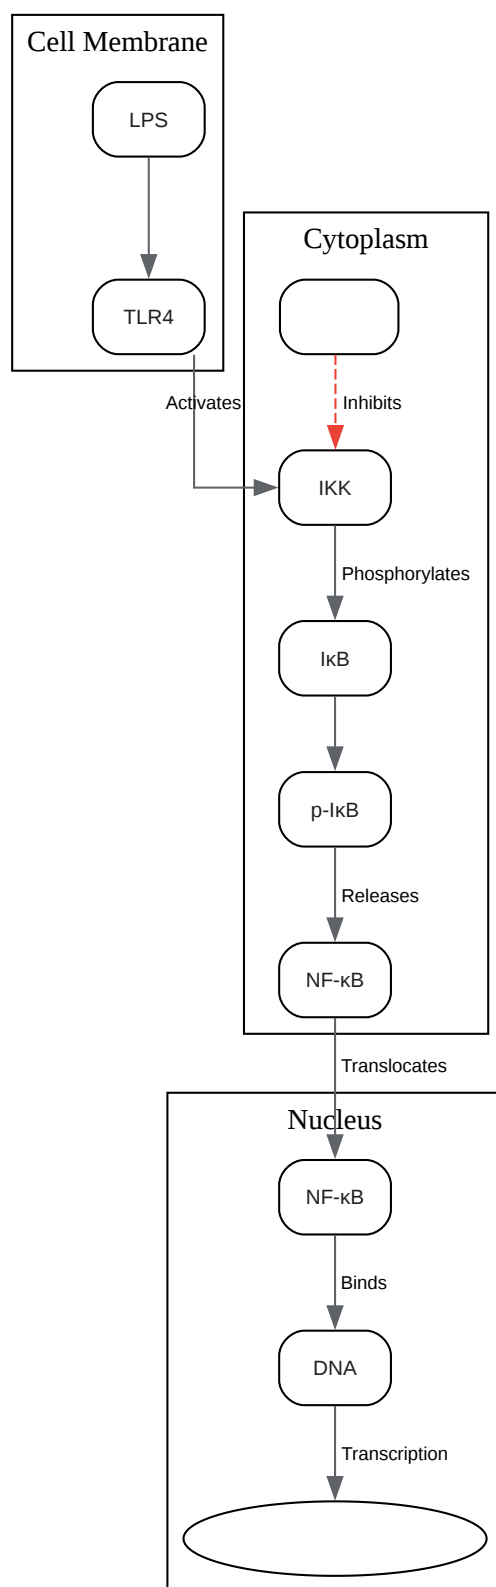 Cell Membrane
LPS
TLR4
Activates
Cytoplasm
Inhibits
IKK
Phosphorylates
IκB
p-IκB
Releases
NF-κB
Translocates
Nucleus
NF-κB
Binds
DNA
Transcription